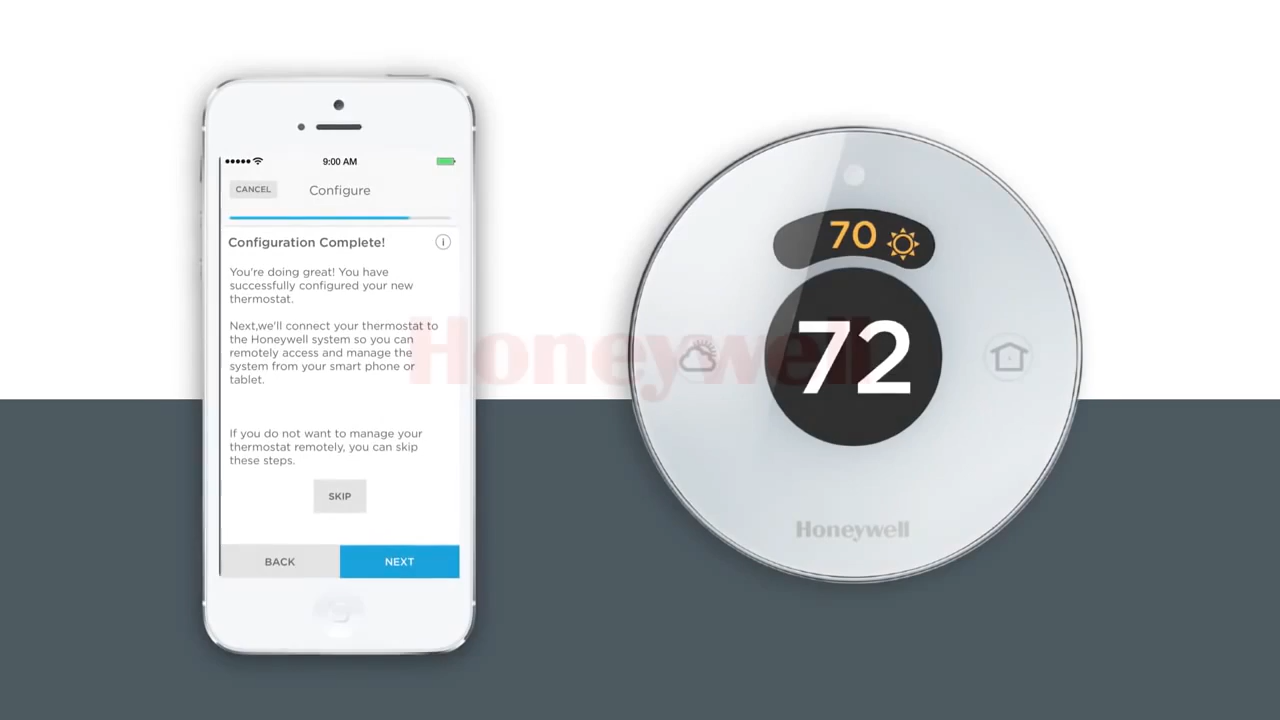 9:00 AM
CANCEL
Configure
Configuration Complete!
i
You're doing great! You have
successfully configured your new
thermostat.
Next,we'll connect your thermostat to
the Honeywell system so you can
remotely access and manage the
system from your smart phone or
tablet.
If you do not want to manage your
thermostat remotely, you can skip
these steps.
SKIP
BACK
NEXT
70
72
Honeywell
Honeywell